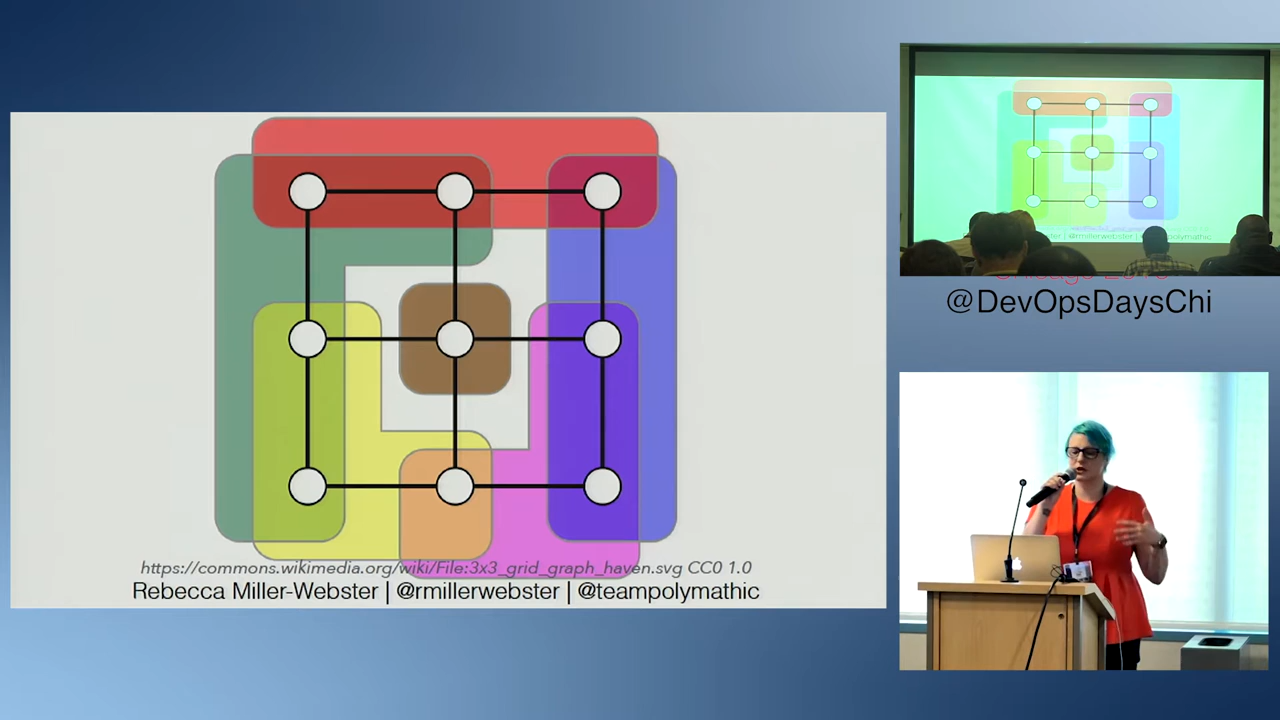 https://commons.wikimedia.org/wiki/File:3x3_grid_graph_haven.svg CC0 1.0
Rebecca Miller-Webster | @rmillerwebster | @teampolymathic
@DevOpsDaysChi